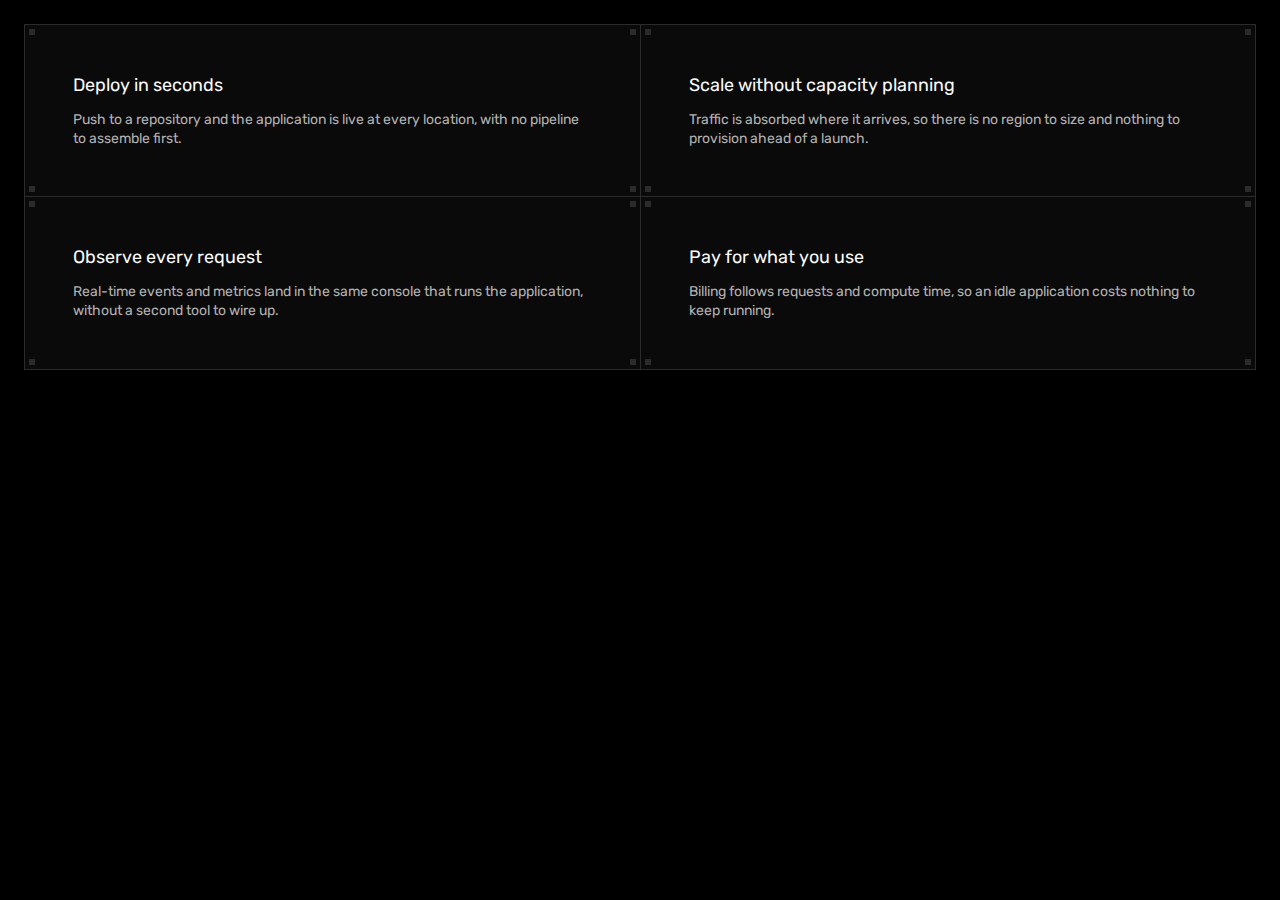 Deploy in seconds
Push to a repository and the application is live at every location, with no pipeline
to assemble first.
Scale without capacity planning
Traffic is absorbed where it arrives, so there is no region to size and nothing to
provision ahead of a launch.
Observe every request
Real-time events and metrics land in the same console that runs the application,
without a second tool to wire up.
Pay for what you use
Billing follows requests and compute time, so an idle application costs nothing to
keep running.